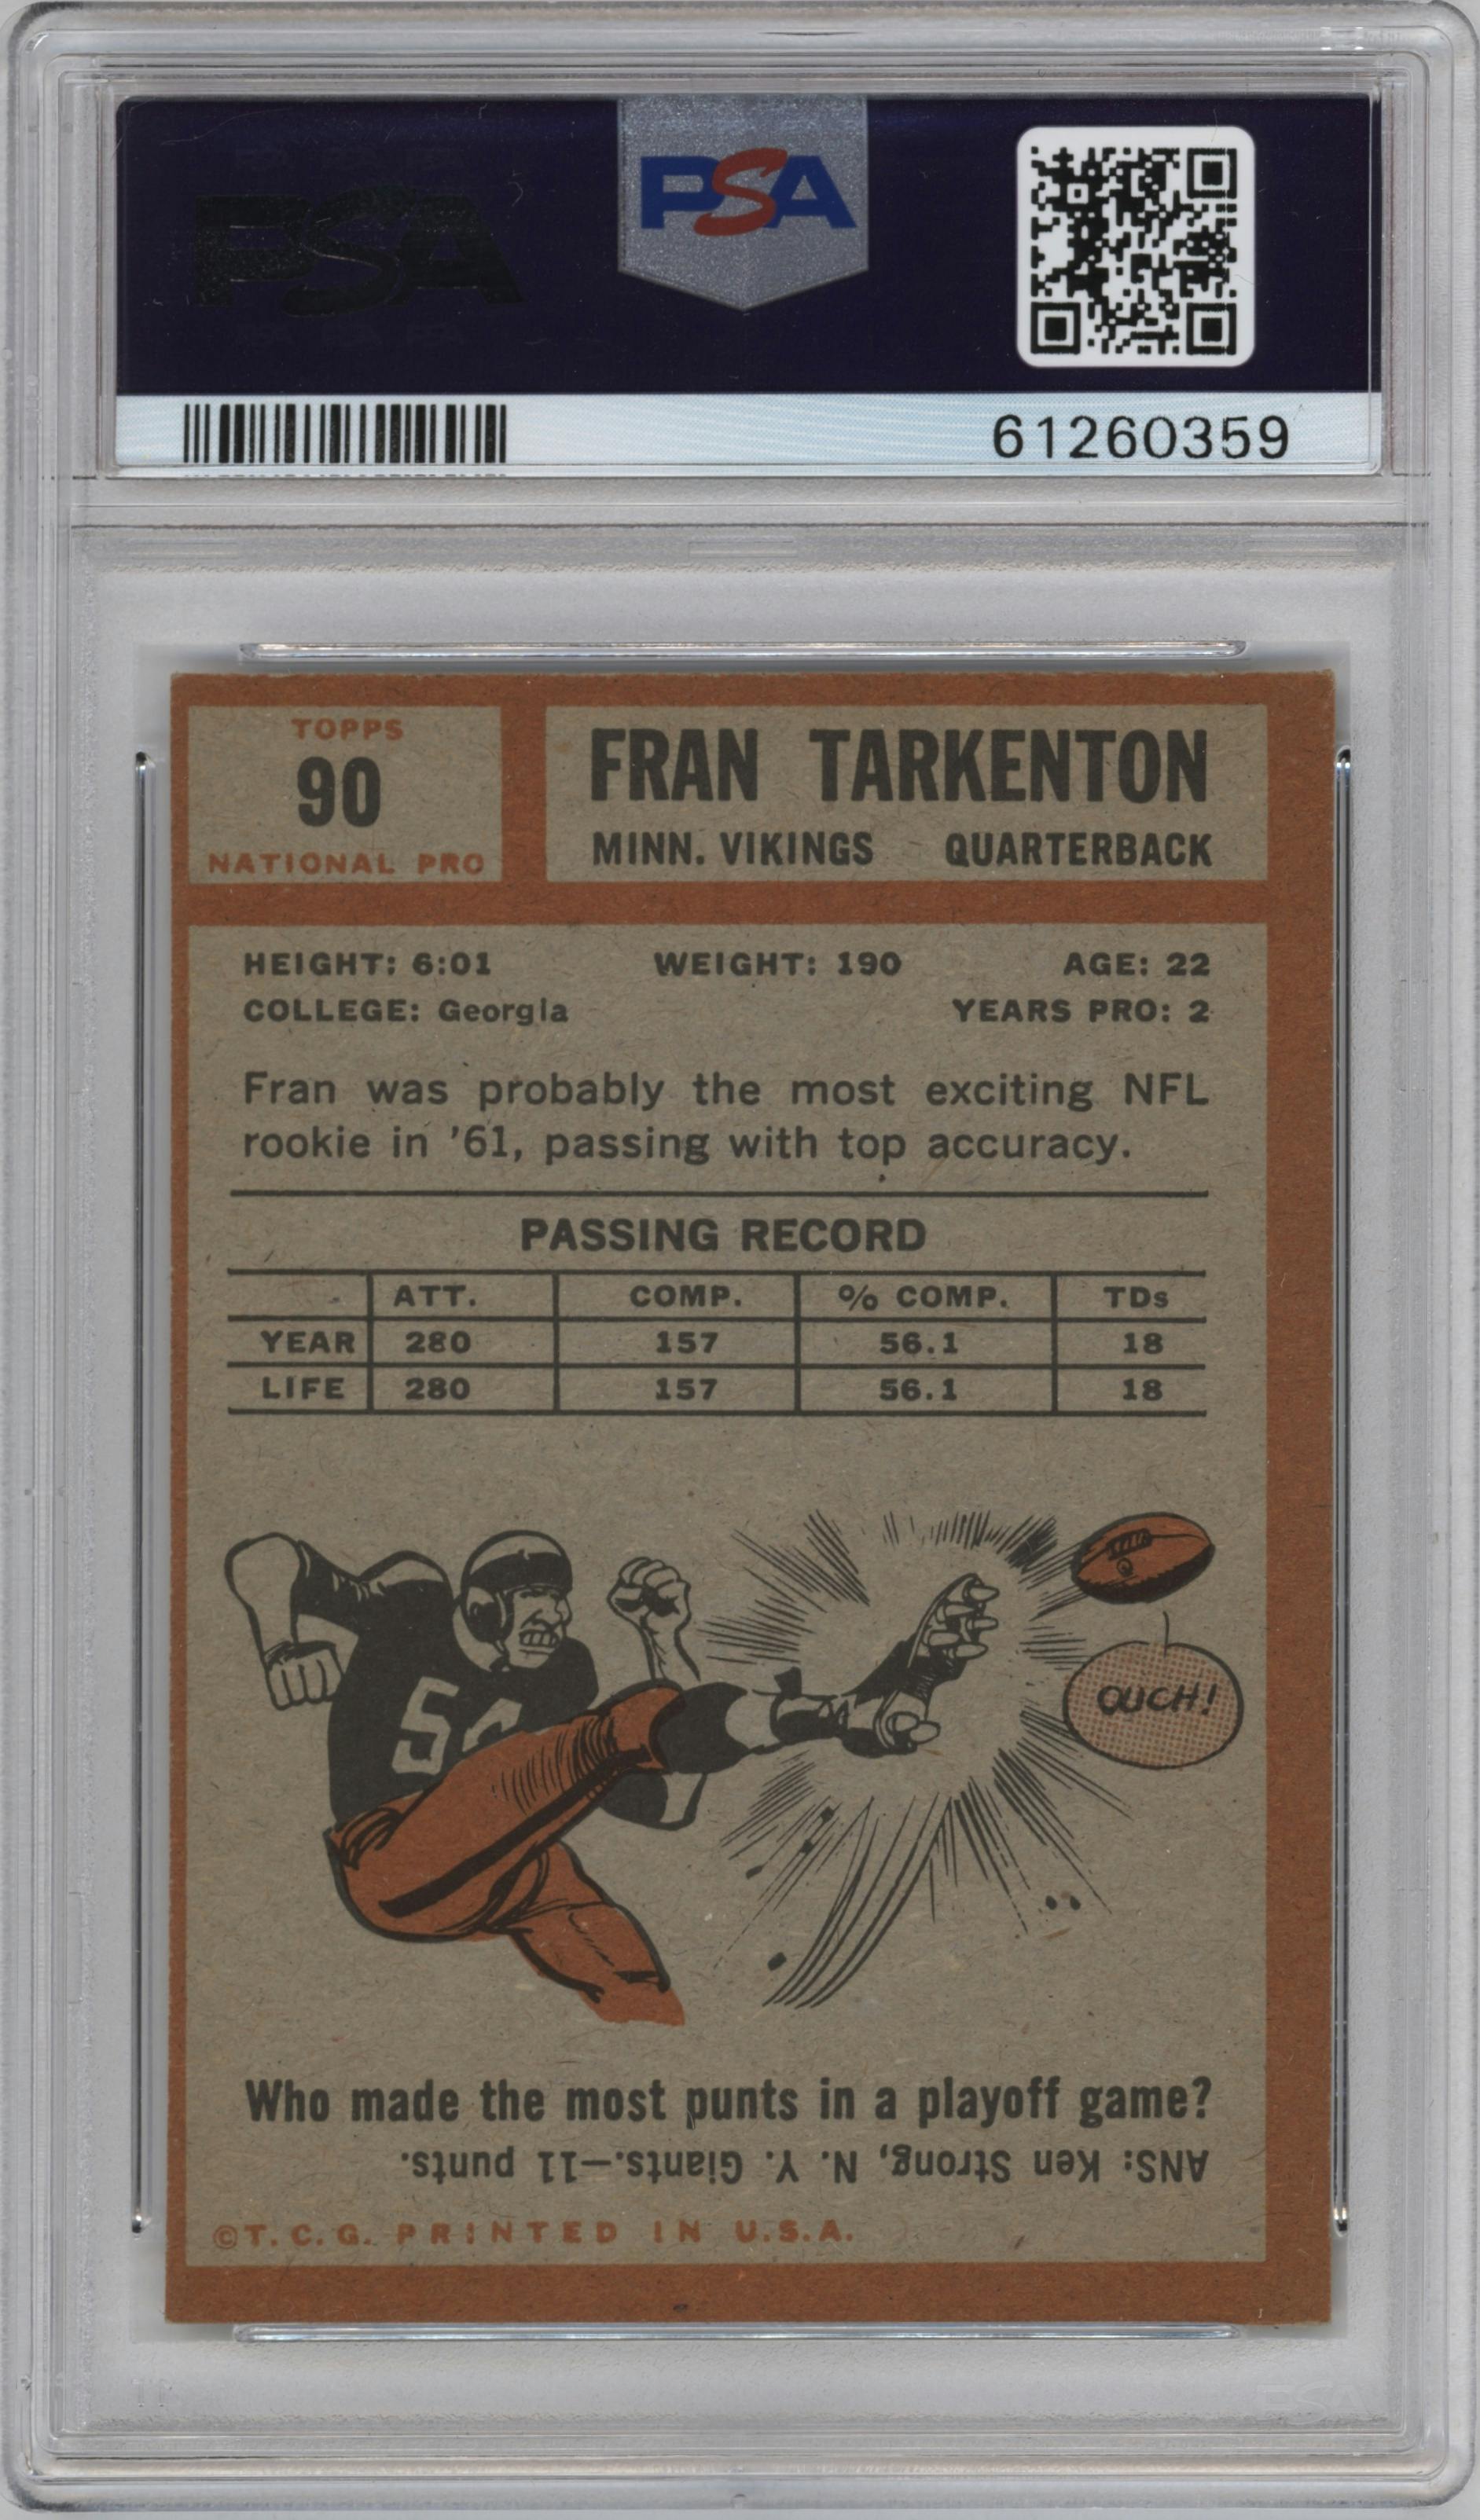 PSA
PSA
61260359
TOPPS
90
NATIONAL PRO
FRAN TARKENTON
MINN. VIKINGS QUARTERBACK
HEIGHT: 6:01 WEIGHT: 190 AGE: 22
COLLEGE: Georgia YEARS PRO: 2
Fran was probably the most exciting NFL
rookie in '61, passing with top accuracy.
PASSING RECORD
ATT. COMP. % COMP. TDs
YEAR 280 157 56.1 18
LIFE 280 157 56.1 18
5
OUCH!
Who made the most punts in a playoff game?
ANS: Ken Strong, N. Y. Giants.—11 punts.
©T.C.G. PRINTED IN U.S.A.
PSA